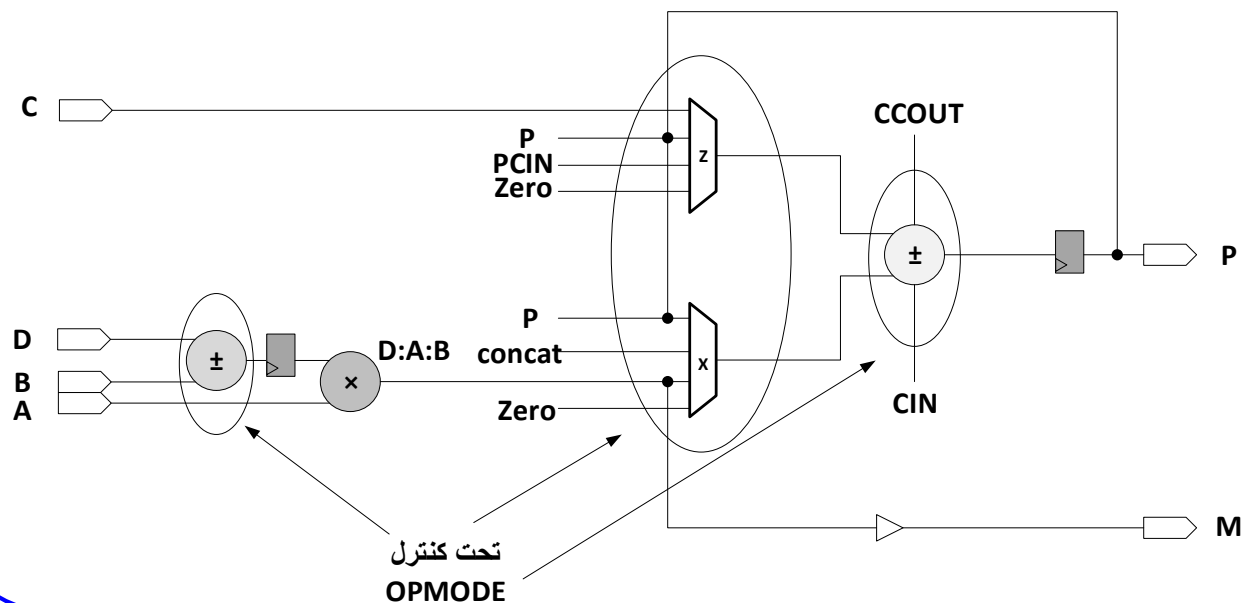 C
P
PCIN
Zero
Z
CCOUT
±
P
D
B
A
±
×
D:A:B
P
concat
Zero
X
CIN
M
تحت کنترل
OPMODE